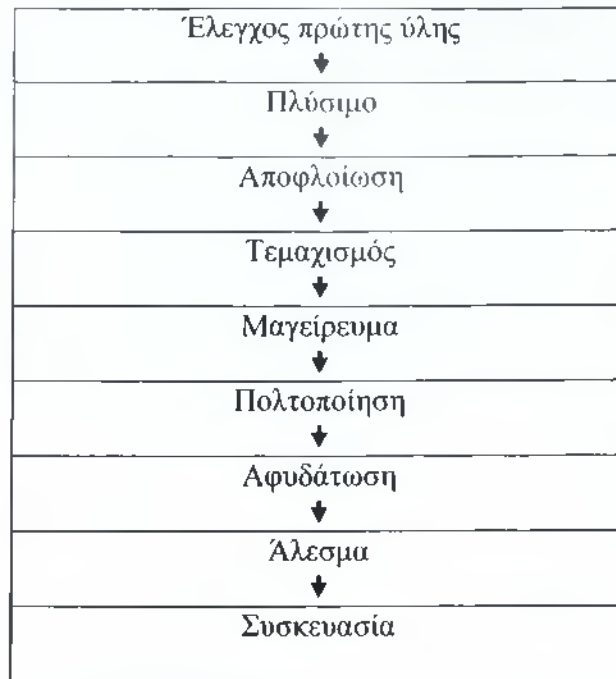 Έλεγχος πρώτης ύλης
Πλύσιμο
Αποφλοίωση
Τεμαχισμός
Μαγείρευμα
Πολτοποίηση
Αφυδάτωση
Άλεσμα
Συσκευασία